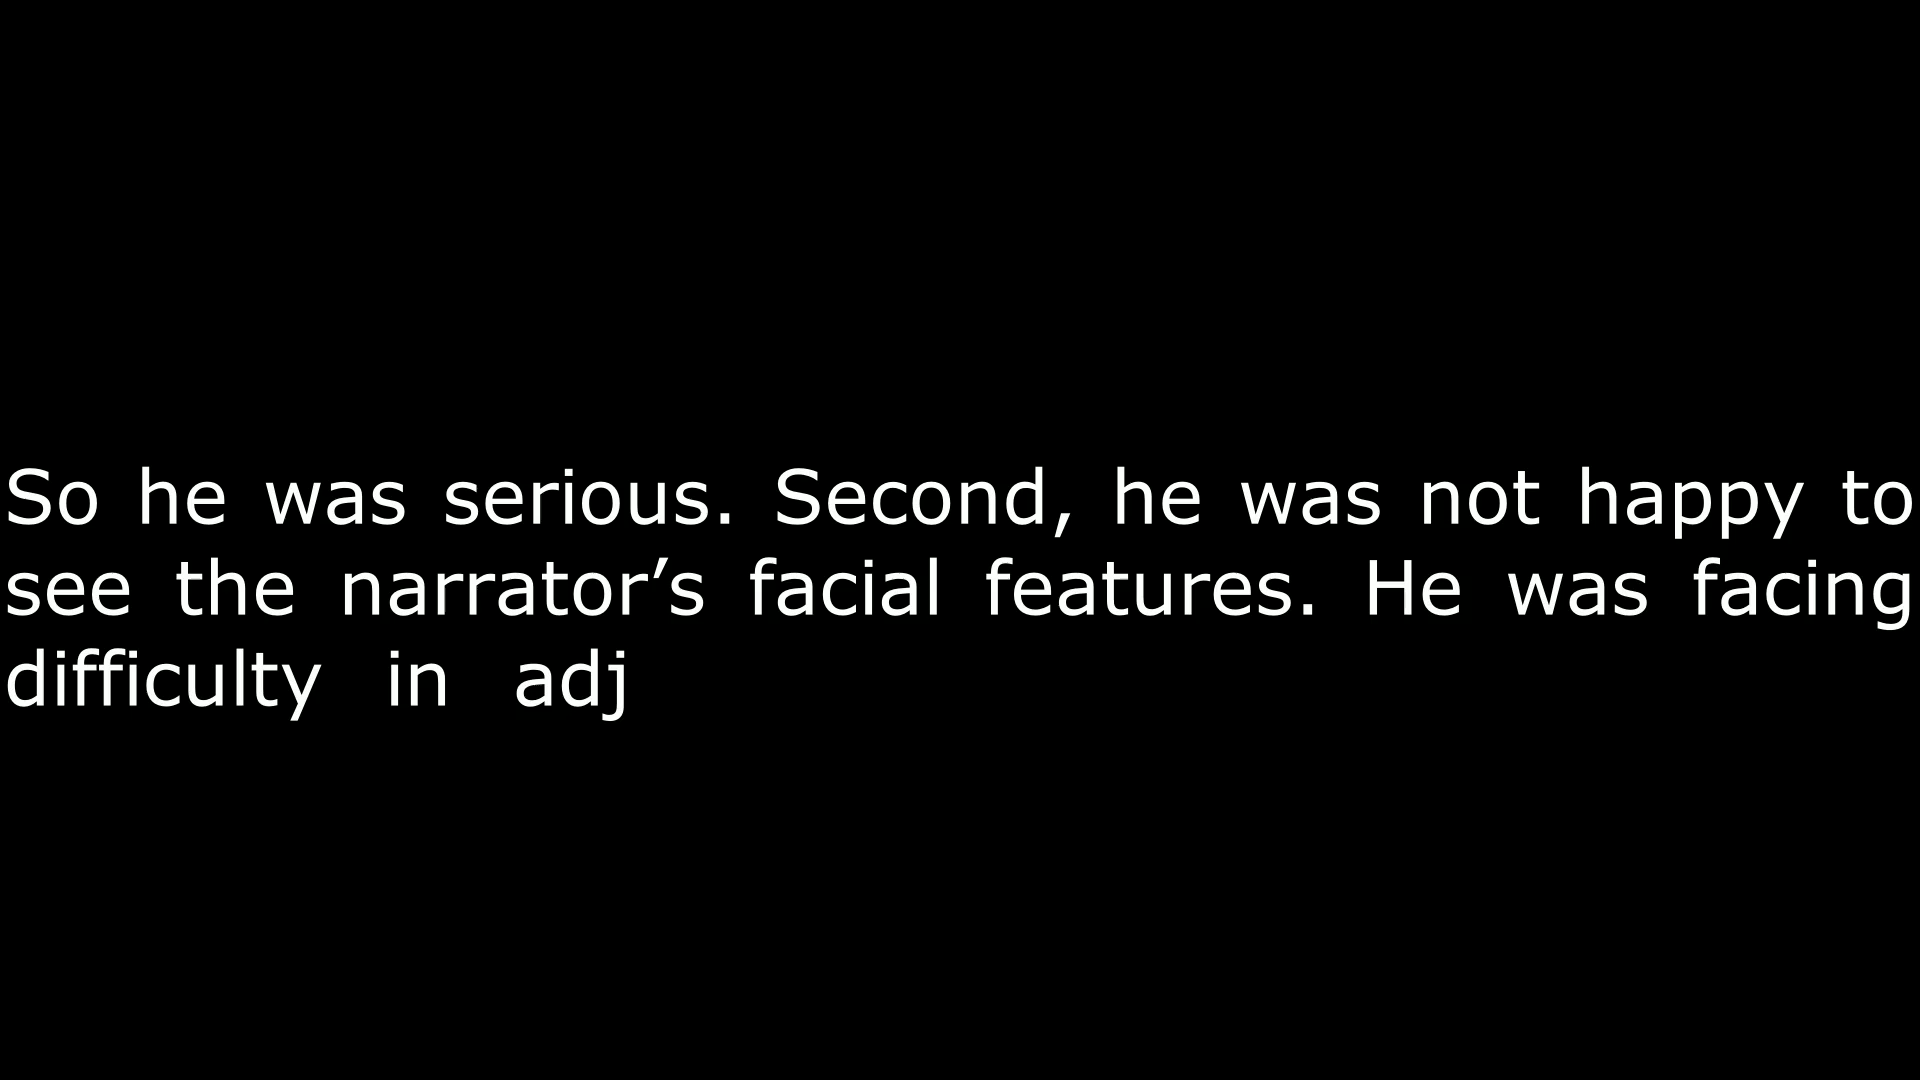 So he was serious. Second, he was not happy to
see the narrator’s facial features. He was facing
difficulty in adj